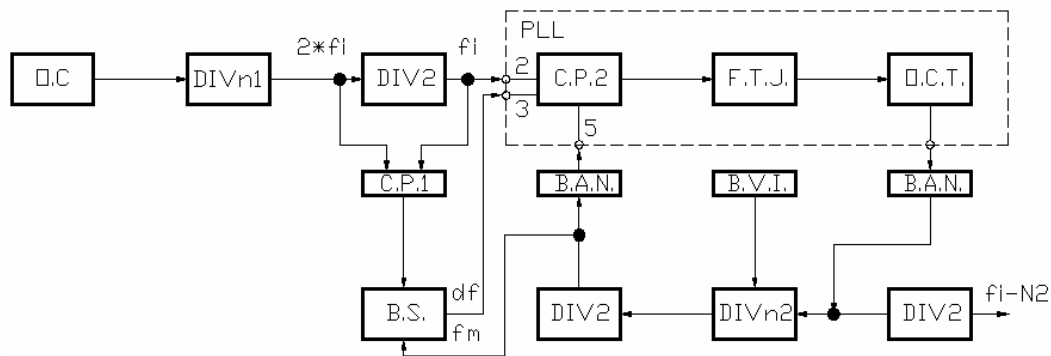 PLL
2*fi
fi
O.C
DIVn1
DIV2
2
3
C.P.2
F.T.J.
O.C.T.
5
C.P.1
B.A.N.
B.V.I.
B.A.N.
B.S.
df
fm
DIV2
DIVn2
DIV2
fi-N2